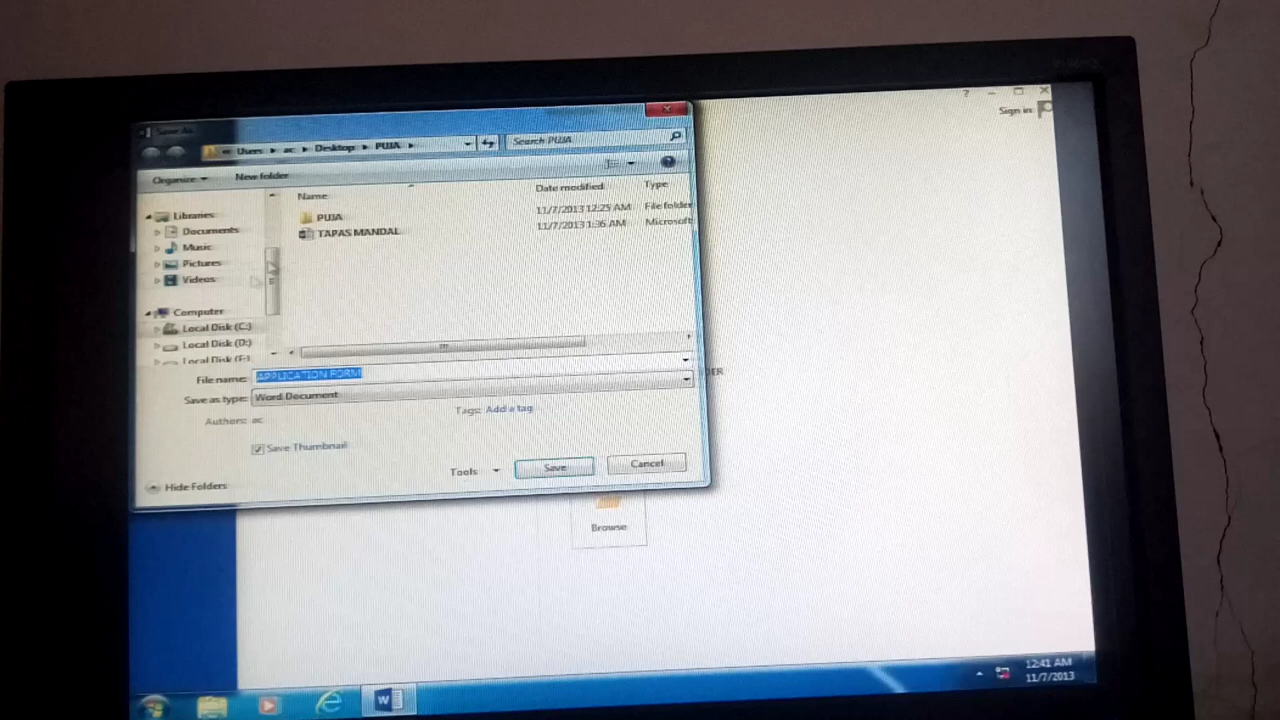 ?
Sign in
Save As
Users ▸ ac ▸ Desktop ▸ PUJA ▸
Search PUJA
Organize
New folder
Name
Date modified
Type
PUJA
11/7/2013 12:25 AM
File folder
TAPAS MANDAL
11/7/2013 1:36 AM
Microsoft
Libraries
Documents
Music
Pictures
Videos
Computer
Local Disk (C:)
Local Disk (D:)
Local Disk
File name: APPLICATION FORM
Save as type: Word Document
Authors: ac
Tags: Add a tag
Save Thumbnail
Tools
Save
Cancel
Hide Folders
DER
Browse
12:41 AM
11/7/2013